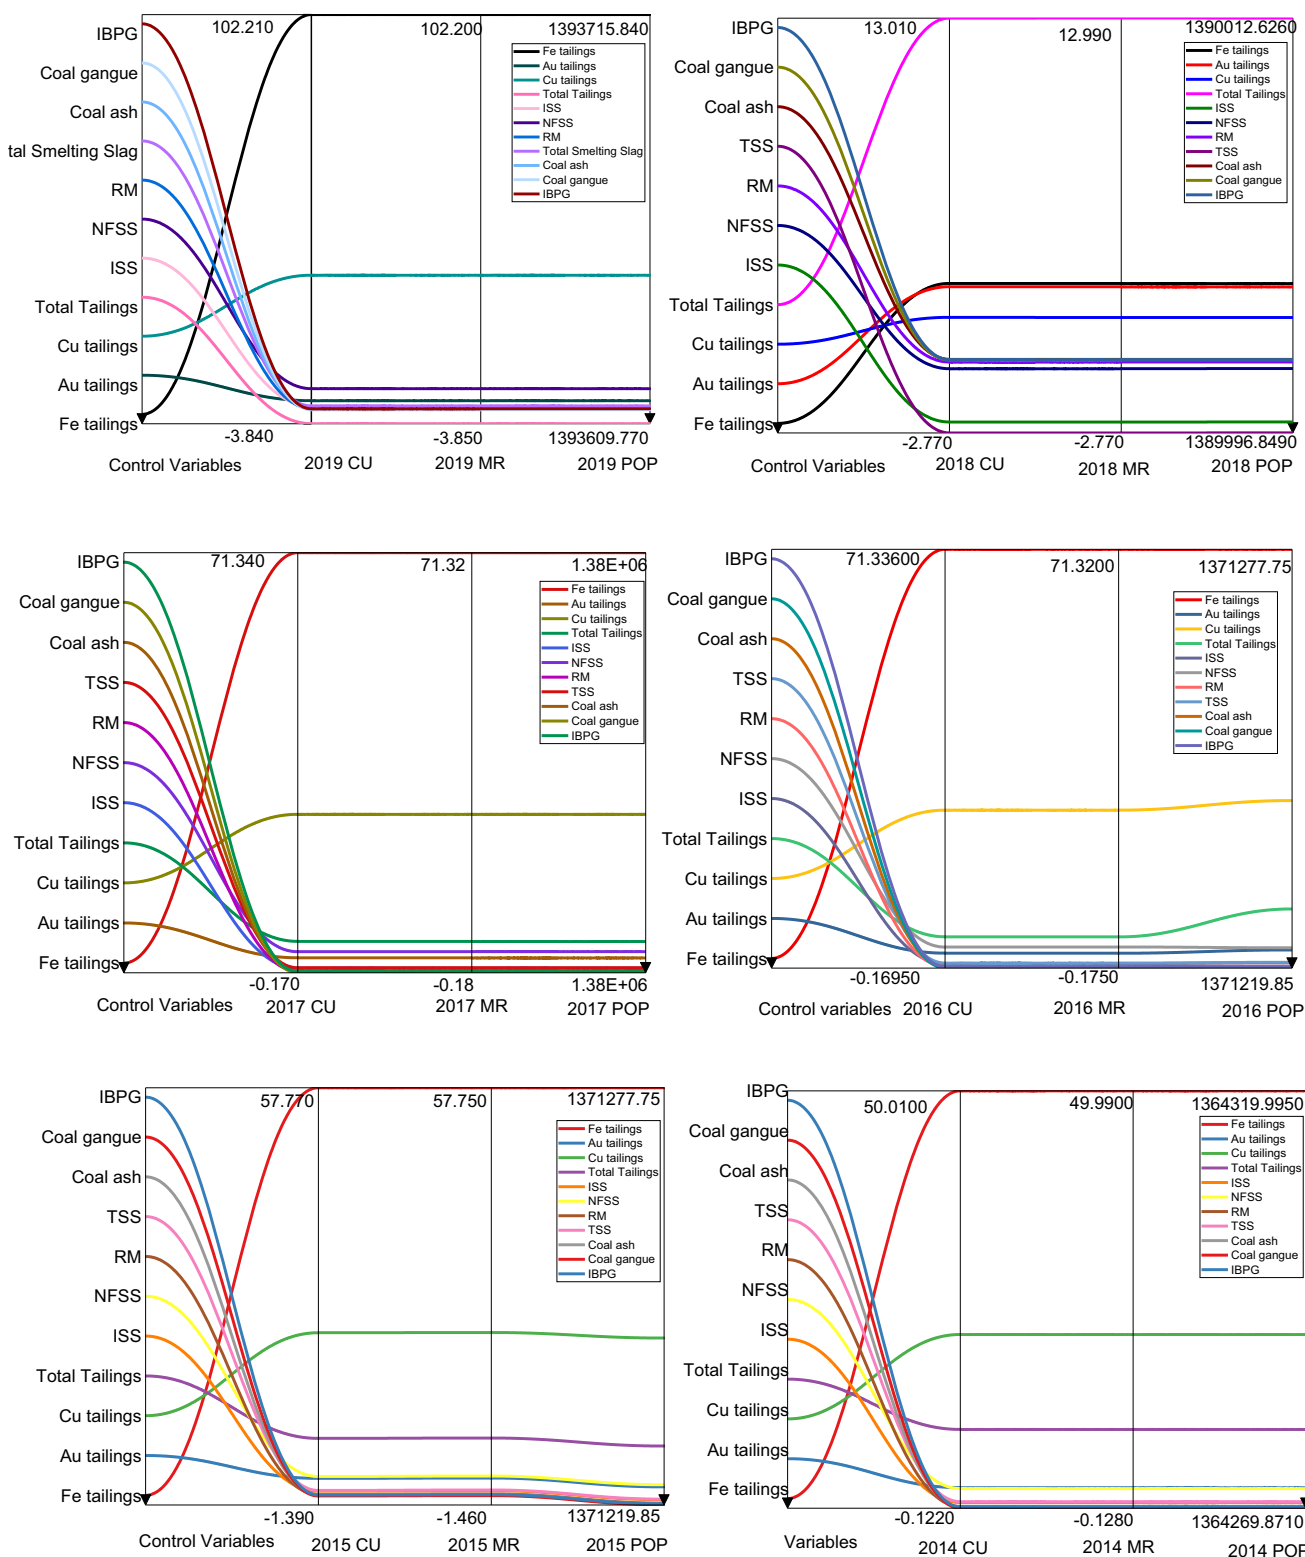 102.210
102.200
1393715.840
IBPG
Coal gangue
Coal ash
tal Smelting Slag
RM
NFSS
ISS
Total Tailings
Cu tailings
Au tailings
Fe tailings
Fe tailings
Au tailings
Cu tailings
Total Tailings
ISS
NFSS
RM
Total Smelting Slag
Coal ash
Coal gangue
IBPG
-3.840
-3.850
1393609.770
Control Variables
2019 CU
2019 MR
2019 POP
13.010
12.990
1390012.6260
IBPG
Coal gangue
Coal ash
TSS
RM
NFSS
ISS
Total Tailings
Cu tailings
Au tailings
Fe tailings
Fe tailings
Au tailings
Cu tailings
Total Tailings
ISS
NFSS
RM
TSS
Coal ash
Coal gangue
IBPG
-2.770
-2.770
1389996.8490
Control Variables
2018 CU
2018 MR
2018 POP
71.340
71.32
1.38E+06
IBPG
Coal gangue
Coal ash
TSS
RM
NFSS
ISS
Total Tailings
Cu tailings
Au tailings
Fe tailings
Fe tailings
Au tailings
Cu tailings
Total Tailings
ISS
NFSS
RM
TSS
Coal ash
Coal gangue
IBPG
-0.170
-0.18
1.38E+06
Control Variables
2017 CU
2017 MR
2017 POP
71.33600
71.3200
1371277.75
IBPG
Coal gangue
Coal ash
TSS
RM
NFSS
ISS
Total Tailings
Cu tailings
Au tailings
Fe tailings
Fe tailings
Au tailings
Cu tailings
Total Tailings
ISS
NFSS
RM
TSS
Coal ash
Coal gangue
IBPG
-0.16950
-0.1750
1371219.85
Control variables
2016 CU
2016 MR
2016 POP
57.770
57.750
1371277.75
IBPG
Coal gangue
Coal ash
TSS
RM
NFSS
ISS
Total Tailings
Cu tailings
Au tailings
Fe tailings
Fe tailings
Au tailings
Cu tailings
Total Tailings
ISS
NFSS
RM
TSS
Coal ash
Coal gangue
IBPG
-1.390
-1.460
1371219.85
Control Variables
2015 CU
2015 MR
2015 POP
50.0100
49.9900
1364319.9950
IBPG
Coal gangue
Coal ash
TSS
RM
NFSS
ISS
Total Tailings
Cu tailings
Au tailings
Fe tailings
Fe tailings
Au tailings
Cu tailings
Total Tailings
ISS
NFSS
RM
TSS
Coal ash
Coal gangue
IBPG
-0.1220
-0.1280
1364269.8710
Variables
2014 CU
2014 MR
2014 POP